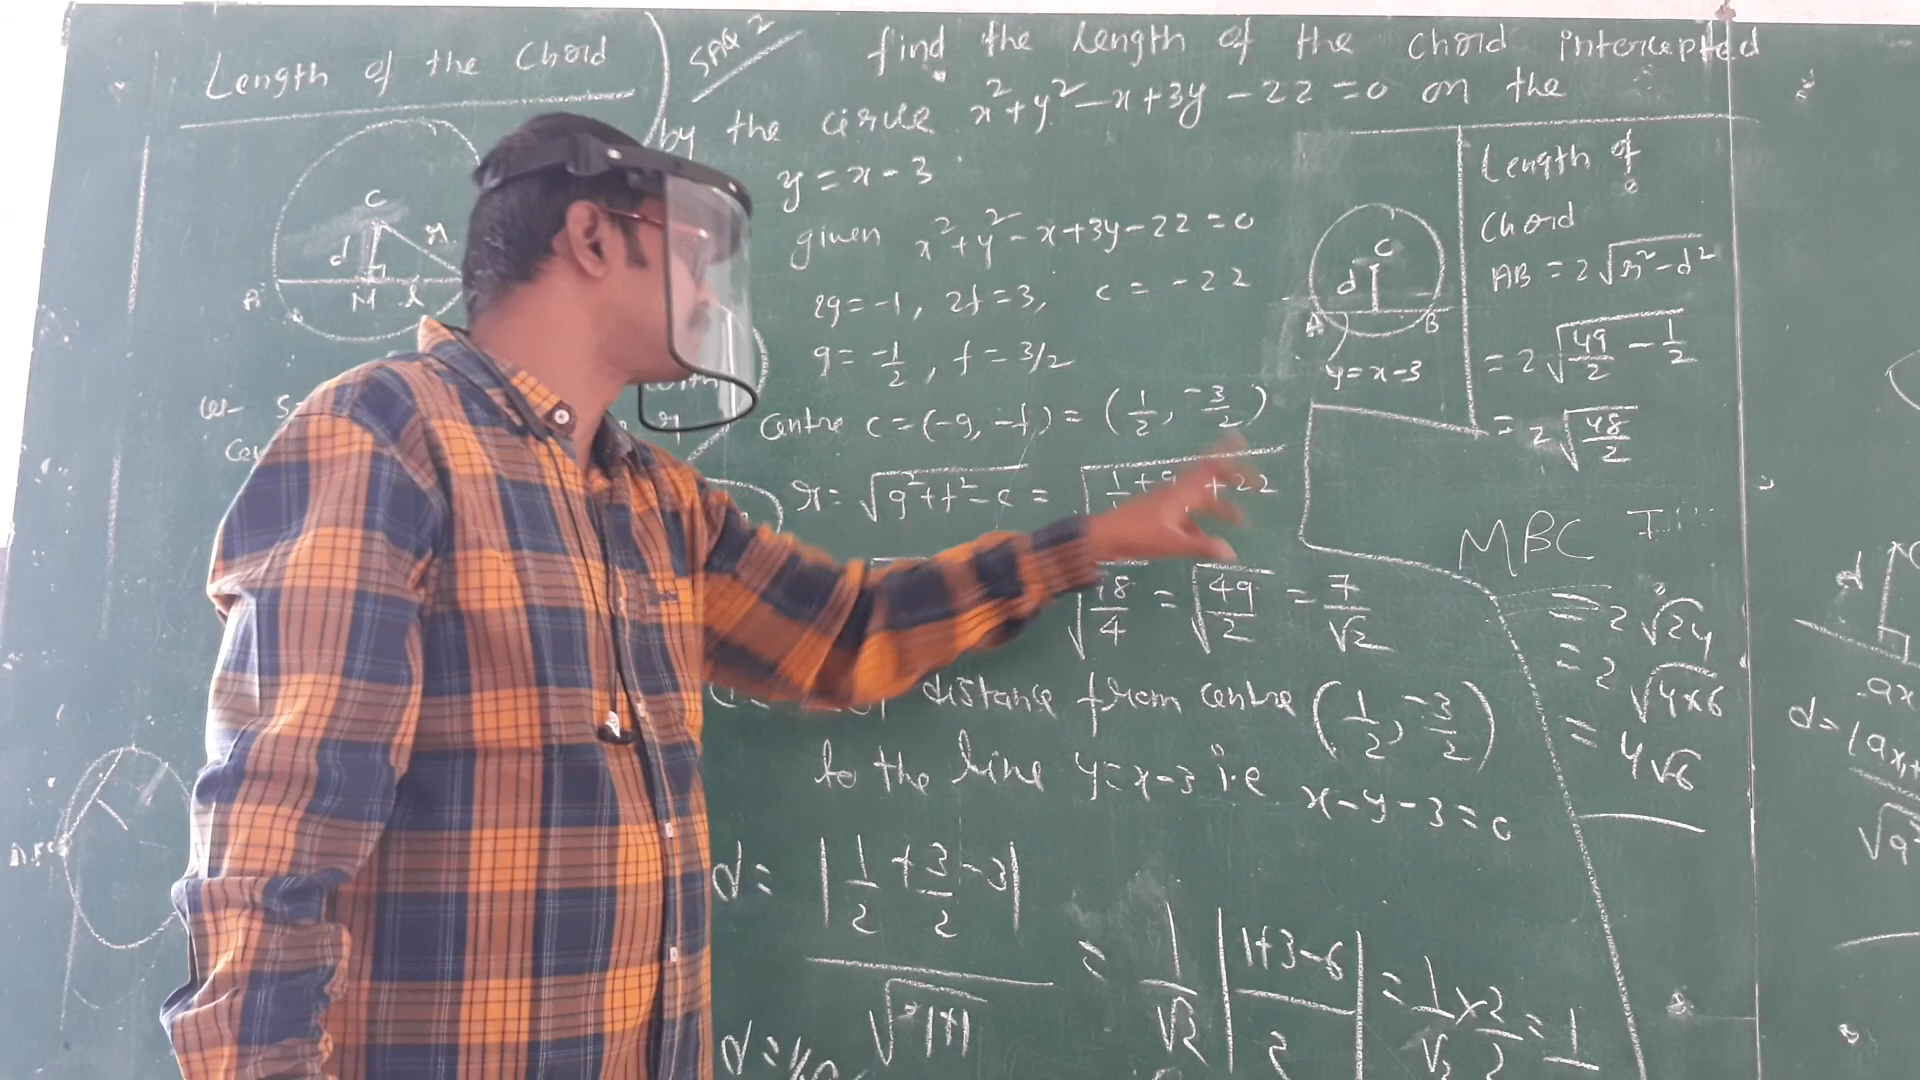 Length of the Chord
C
d
r
A
M
l
SAQ 2
find the length of the chord intercepted
by the circle x²+y²-x+3y-22=0 on the
y=x-3
given x²+y²-x+3y-22=0
2g=-1, 2f=3, c=-22
g=-1/2, f=3/2
Centre c=(-g,-f)=(1/2,-3/2)
r=√g²+f²-c = +22
4 = √49/2 = 7/√2
distance from centre (1/2,-3/2)
to the line y=x-3 i.e x-y-3=0
d= |1/2+3/2-3|
√1+1
= 1/√2 |1+3-6/2| = 1/√2 x 2/2 = 1
C
d
A
B
y=x-3
Length of
Chord
AB = 2√r²-d²
= 2√49/2-1/2
= 2√48/2
MBC
= 2√24
= 2√4x6
= 4√6
d